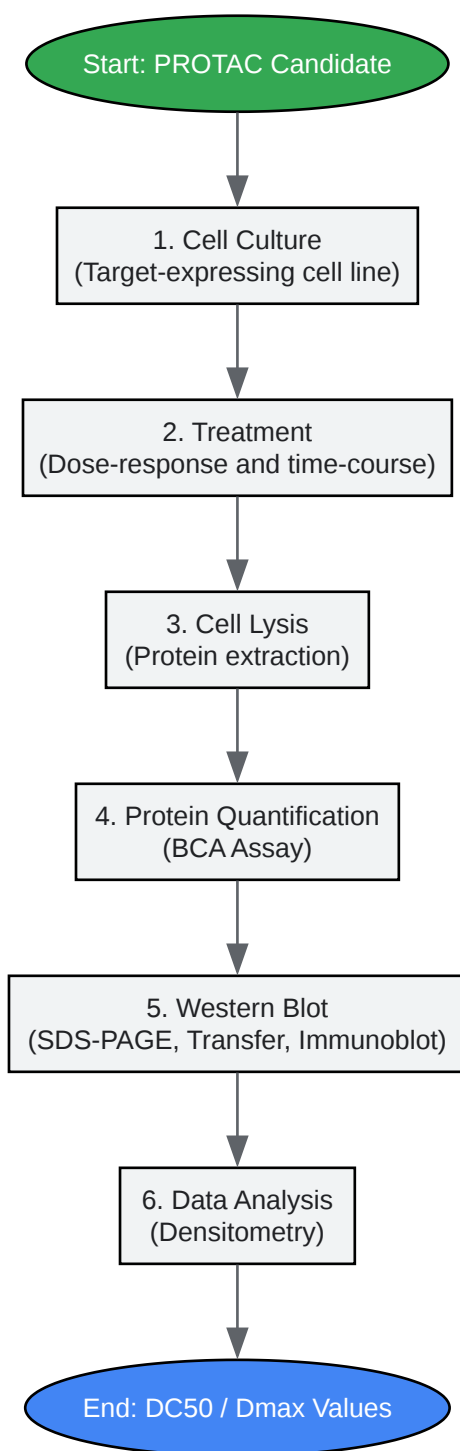 Start: PROTAC Candidate
1. Cell Culture
(Target-expressing cell line)
2. Treatment
(Dose-response and time-course)
3. Cell Lysis
(Protein extraction)
4. Protein Quantification
(BCA Assay)
5. Western Blot
(SDS-PAGE, Transfer, Immunoblot)
6. Data Analysis
(Densitometry)
End: DC50 / Dmax Values